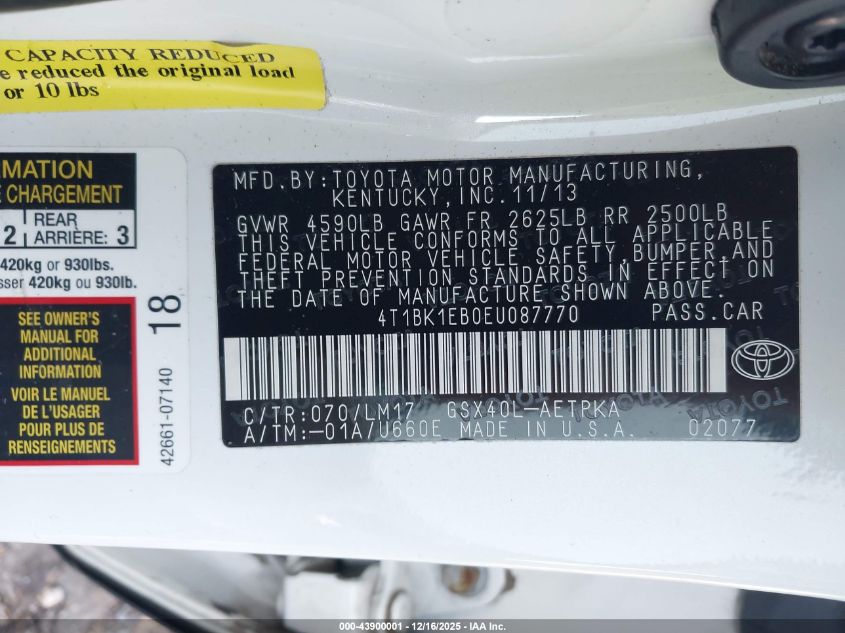 CAPACITY REDUCED
e reduced the original load
or 10 lbs
RMATION
E CHARGEMENT
2 REAR
ARRIÈRE: 3
420kg or 930lbs.
sser 420kg ou 930lb.
SEE OWNER'S
MANUAL FOR
ADDITIONAL
INFORMATION
VOIR LE MANUEL
DE L'USAGER
POUR PLUS DE
RENSEIGNEMENTS
18
42661-07140
MFD.BY:TOYOTA MOTOR MANUFACTURING,
KENTUCKY,INC.11/13
GVWR 4590LB GAWR FR 2625LB RR 2500LB
THIS VEHICLE CONFORMS TO ALL APPLICABLE
FEDERAL MOTOR VEHICLE SAFETY,BUMPER,AND
THEFT PREVENTION STANDARDS IN EFFECT ON
THE DATE OF MANUFACTURE SHOWN ABOVE.
4T1BK1EB0EU087770 PASS.CAR
C/TR:070/LM17 GSX40L-AETPKA
A/TM:-01A/U660E MADE IN U.S.A. 02077
000-43900001 - 12/16/2025 - IAA Inc.